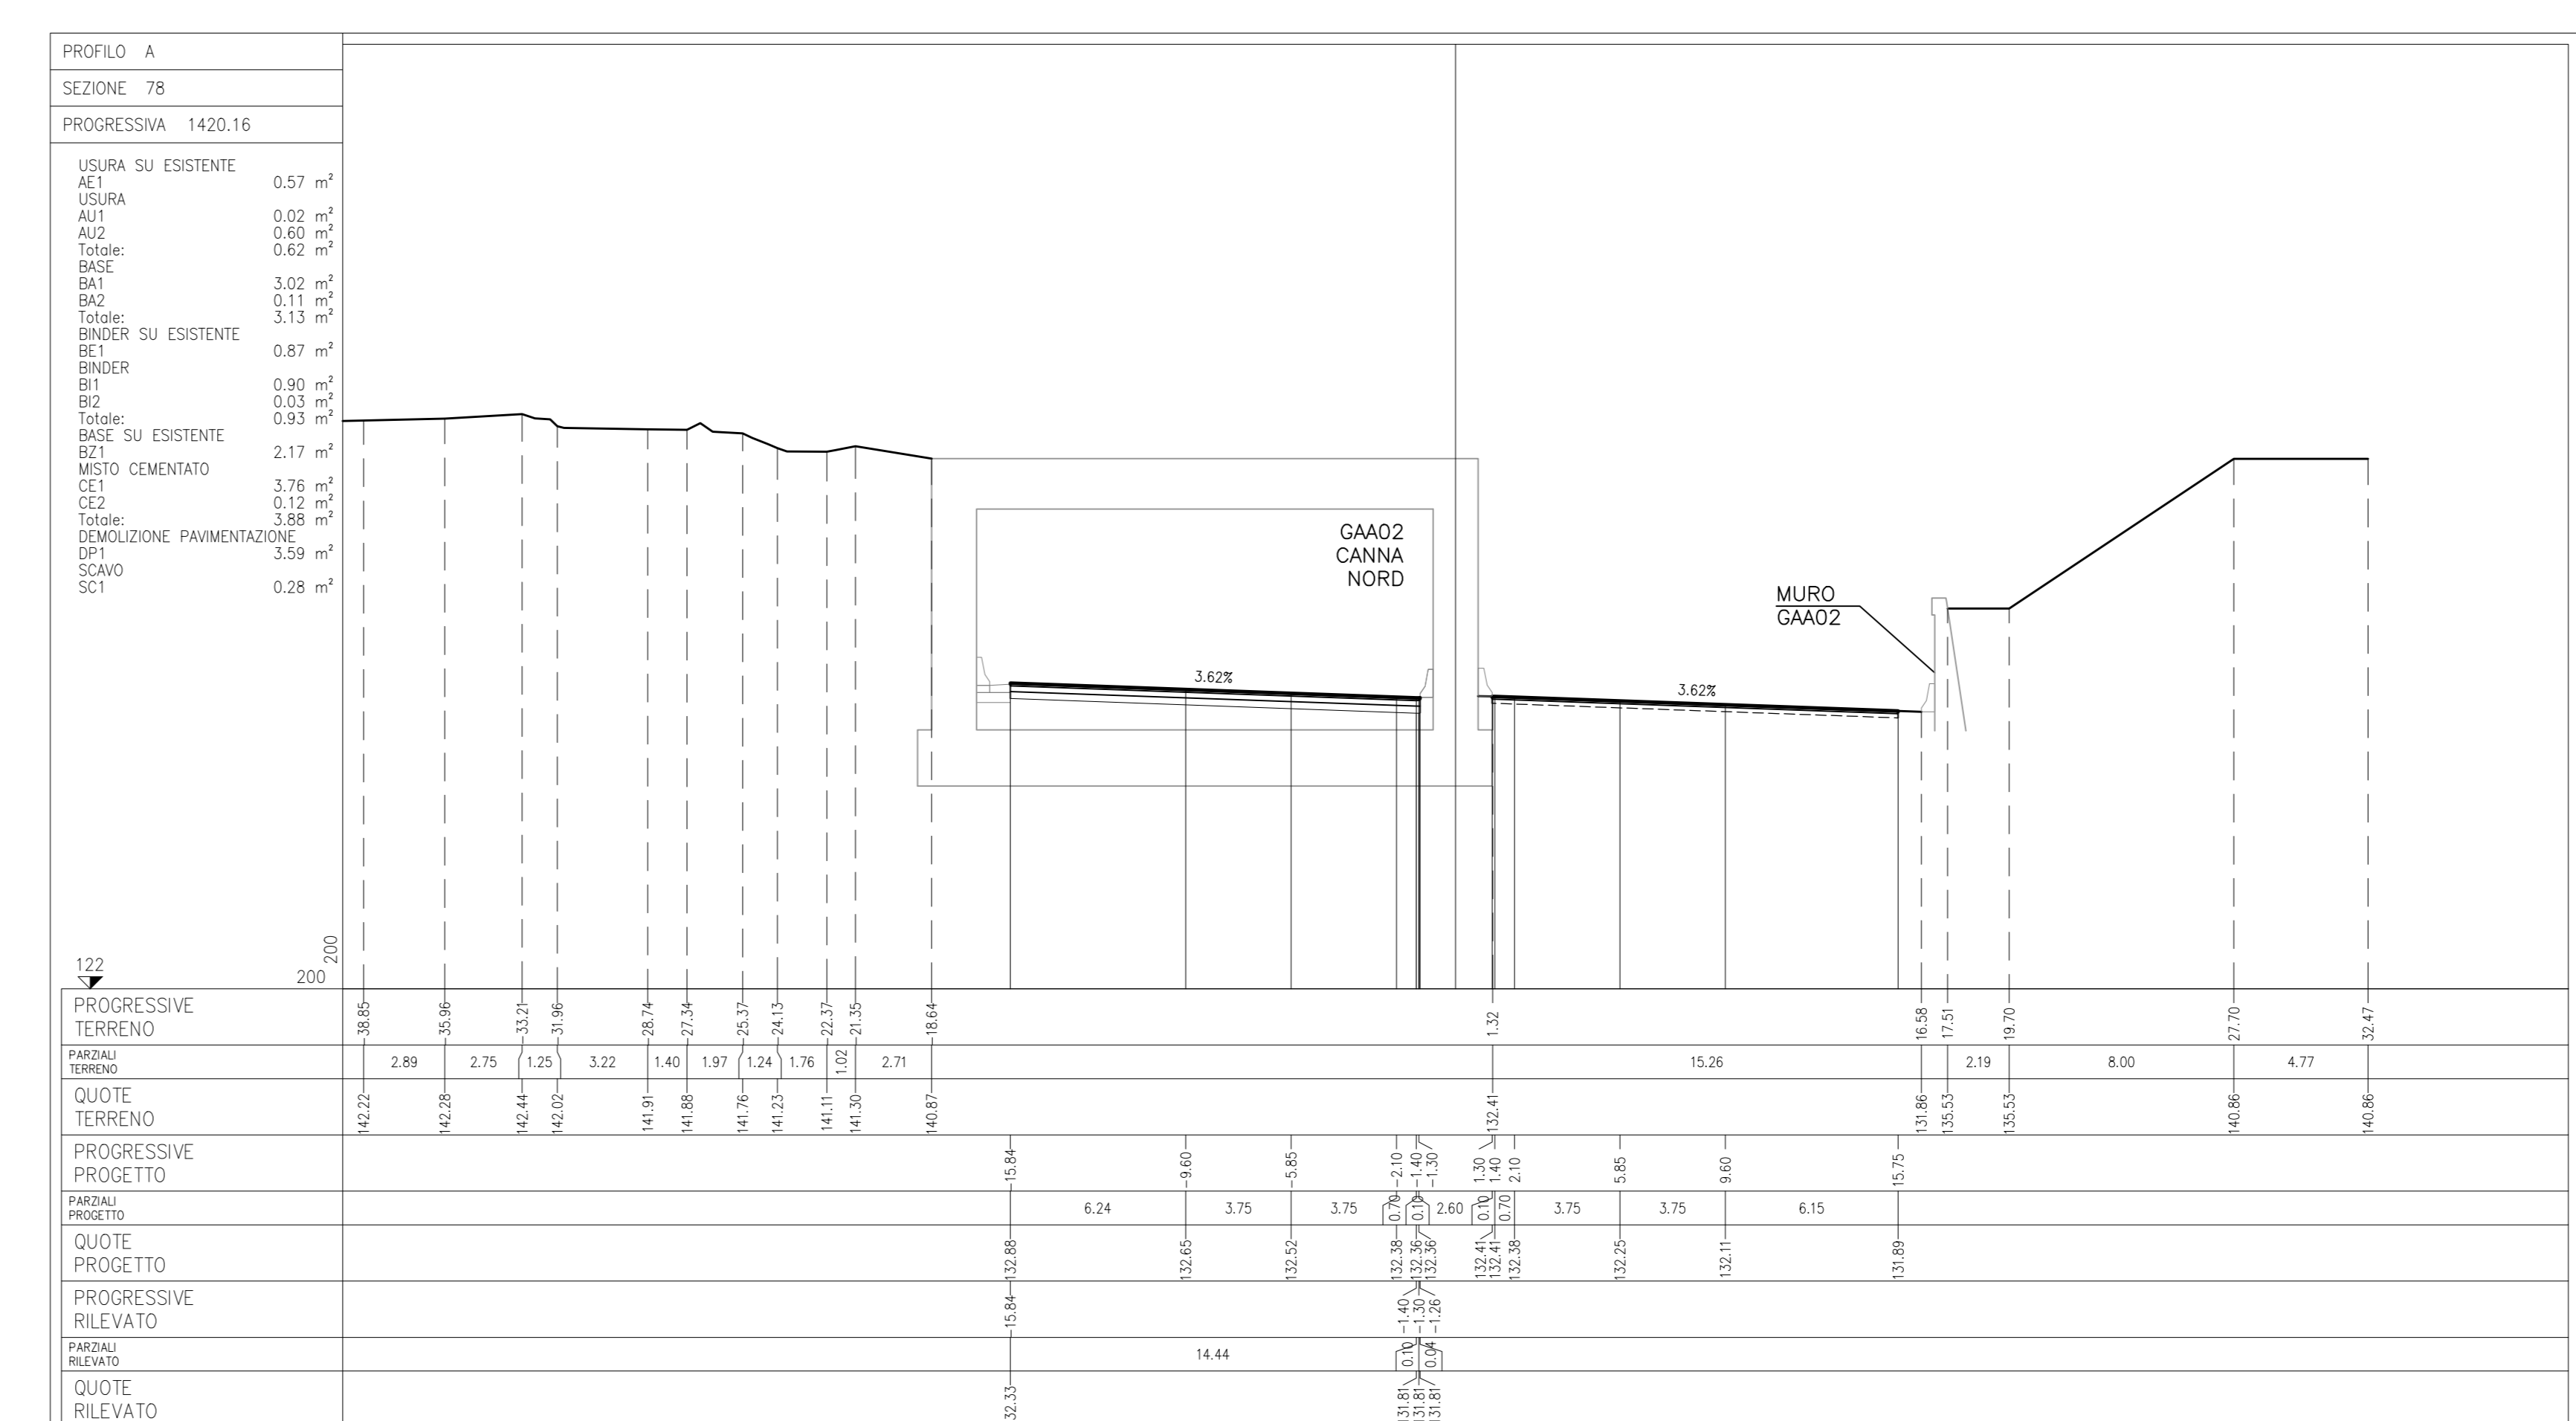 PROFILO A
SEZIONE 78
PROGRESSIVA 1420.16
USURA SU ESISTENTE
AE1 0.57 m²
USURA
AU1 0.02 m²
AU2 0.60 m²
Totale: 0.62 m²
BASE
BA1 3.02 m²
BA2 0.11 m²
Totale: 3.13 m²
BINDER SU ESISTENTE
BE1 0.87 m²
BINDER
BI1 0.90 m²
BI2 0.03 m²
Totale: 0.93 m²
BASE SU ESISTENTE
BZ1 2.17 m²
MISTO CEMENTATO
CE1 3.76 m²
CE2 0.12 m²
Totale: 3.88 m²
DEMOLIZIONE PAVIMENTAZIONE
DP1 3.59 m²
SCAVO
SC1 0.28 m²
GAA02
CANNA
NORD
MURO
GAA02
3.62%
3.62%
200
122
200
PROGRESSIVE
TERRENO
-38.85 -35.96 -33.21 -31.96 -28.74 -27.34 -25.37 -24.13 -22.37 -21.35 -18.64 1.32 16.58 17.51 19.70 27.70 32.47
PARZIALI
TERRENO
2.89 2.75 1.25 3.22 1.40 1.97 1.24 1.76 1.02 2.71 15.26 2.19 8.00 4.77
QUOTE
TERRENO
142.22 142.28 142.44 142.02 141.91 141.88 141.76 141.23 141.11 141.30 140.87 132.41 131.86 135.53 135.53 140.86 140.86
PROGRESSIVE
PROGETTO
-15.84 -9.60 -5.85 -2.10 -1.40 -1.30 1.30 1.40 2.10 5.85 9.60 15.75
PARZIALI
PROGETTO
6.24 3.75 3.75 0.70 0.10 2.60 0.10 0.70 3.75 3.75 6.15
QUOTE
PROGETTO
132.88 132.65 132.52 132.38 132.36 132.36 132.41 132.41 132.38 132.25 132.11 131.89
PROGRESSIVE
RILEVATO
-15.84 -1.40 -1.30 -1.26
PARZIALI
RILEVATO
14.44 0.10 0.04
QUOTE
RILEVATO
32.33 131.81 131.81 131.81